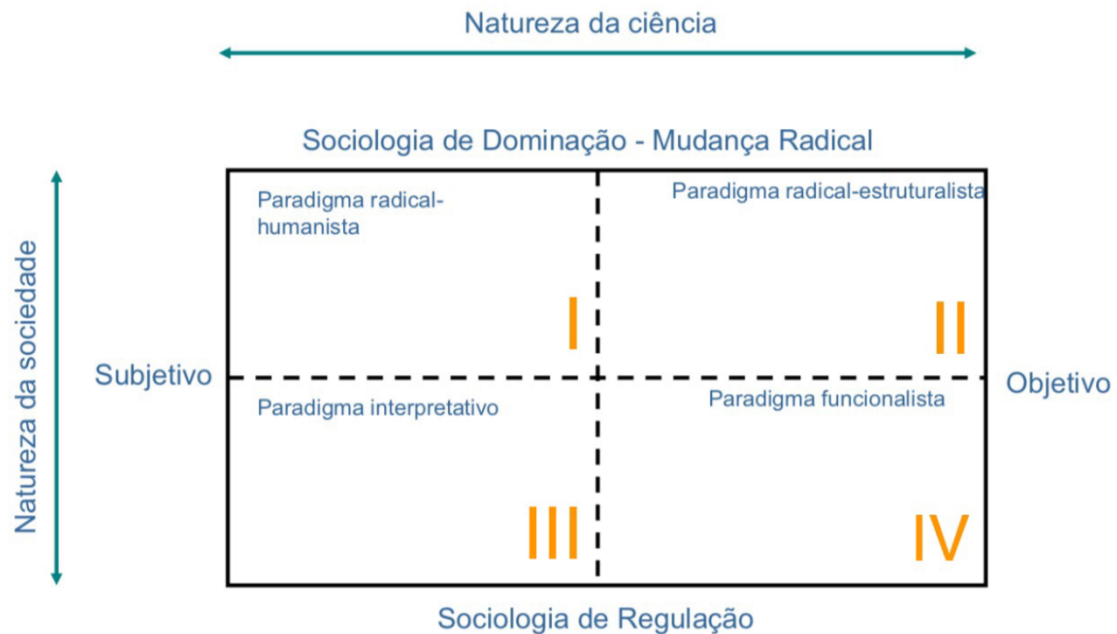 Natureza da ciência
Sociologia de Dominação - Mudança Radical
Natureza da sociedade
Paradigma radical-
humanista
Paradigma radical-estruturalista
I
II
Subjetivo
Objetivo
Paradigma interpretativo
Paradigma funcionalista
III
IV
Sociologia de Regulação